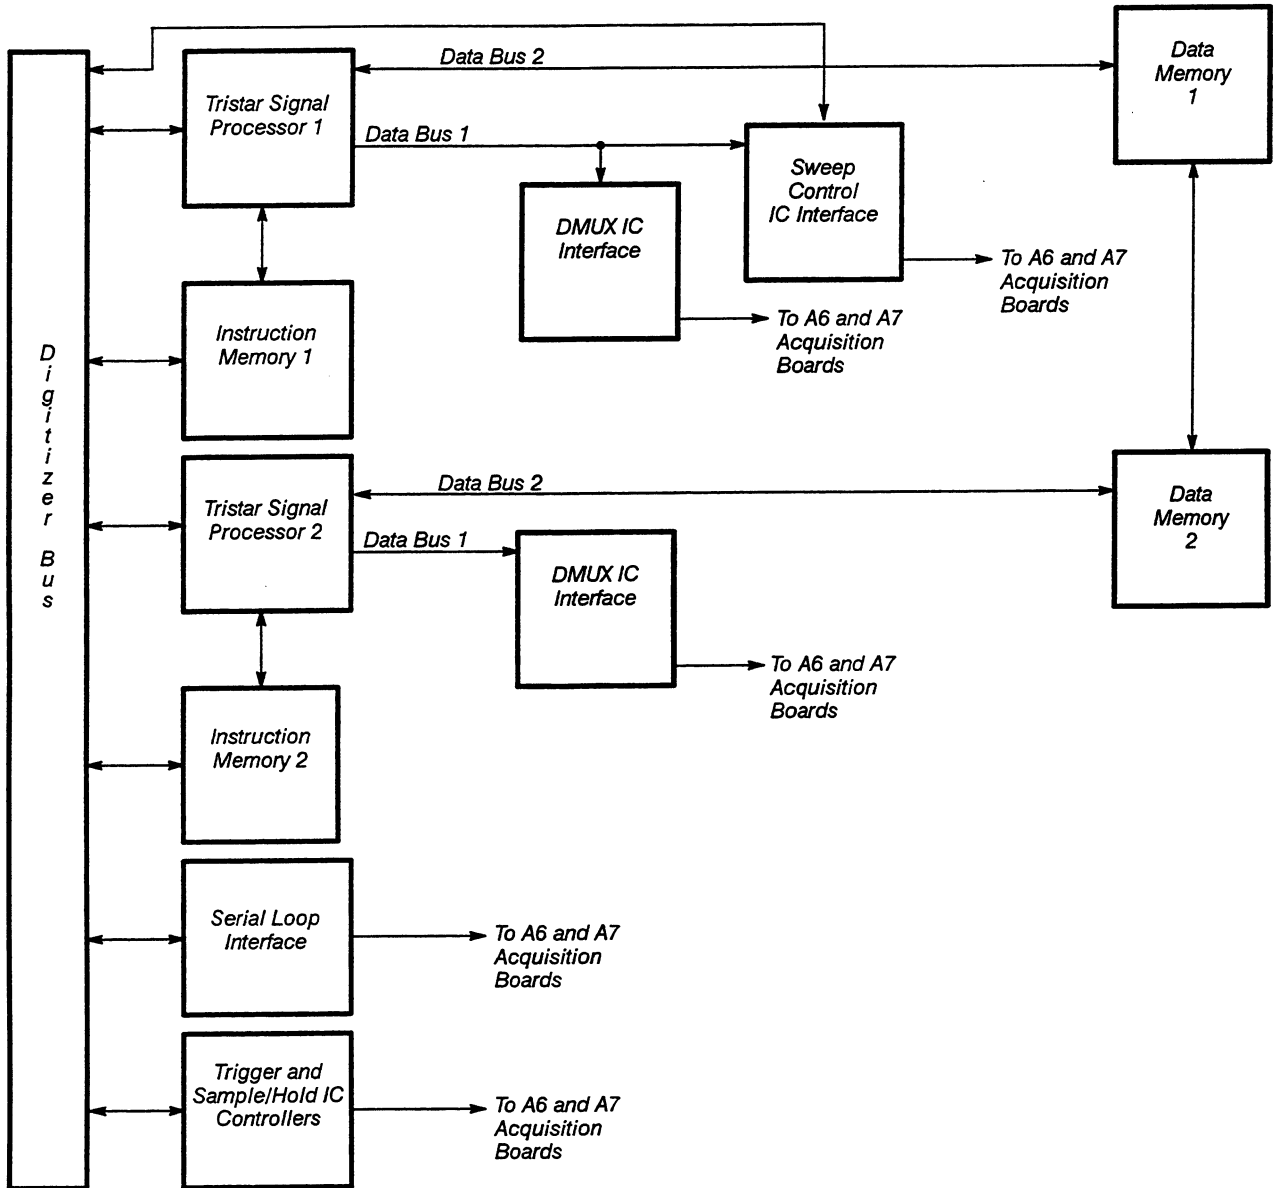 Data Bus 2
Data
Memory
1
Tristar Signal
Processor 1
Data Bus 1
Sweep
Control
IC Interface
DMUX IC
Interface
To A6 and A7
Acquisition
Boards
To A6 and A7
Acquisition
Boards
Instruction
Memory 1
Digitizer Bus
Data Bus 2
Tristar Signal
Processor 2
Data
Memory
2
Data Bus 1
DMUX IC
Interface
To A6 and A7
Acquisition
Boards
Instruction
Memory 2
Serial Loop
Interface
To A6 and A7
Acquisition
Boards
Trigger and
Sample/Hold IC
Controllers
To A6 and A7
Acquisition
Boards